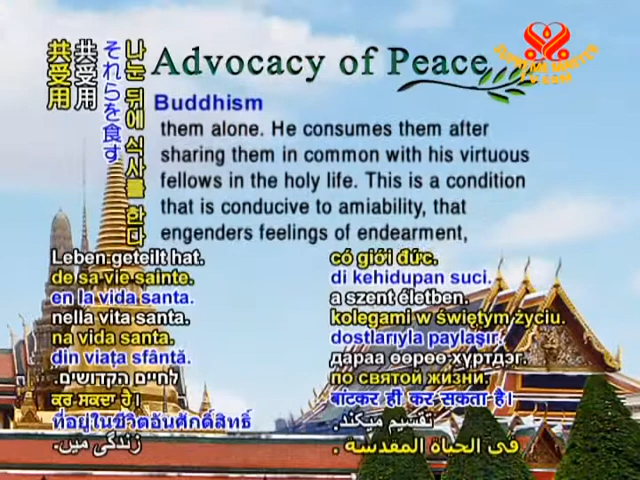 Advocacy of Peace
SUPREME MASTER
TV.COM
共受用
共受用
それらを食す
나눈 뒤에 식사를 한다
Buddhism
them alone. He consumes them after
sharing them in common with his virtuous
fellows in the holy life. This is a condition
that is conducive to amiability, that
engenders feelings of endearment,
Leben geteilt hat.
de sa vie sainte.
en la vida santa.
nella vita santa.
na vida santa.
din viaţa sfântă.
לחיים הקדושים.
ਕਰ ਸਕਦਾ ਹੈ।
ที่อยู่ในชีวิตอันศักดิ์สิทธิ์
زندگی میں.
có giới đức.
di kehidupan suci.
a szent életben.
kolegami w świętym życiu.
dostlarıyla paylaşır.
дараа өөрөө хүртдэг.
по святой жизни.
बांटकर ही कर सकता है।
تقسیم میکند.
في الحياة المقدسة .